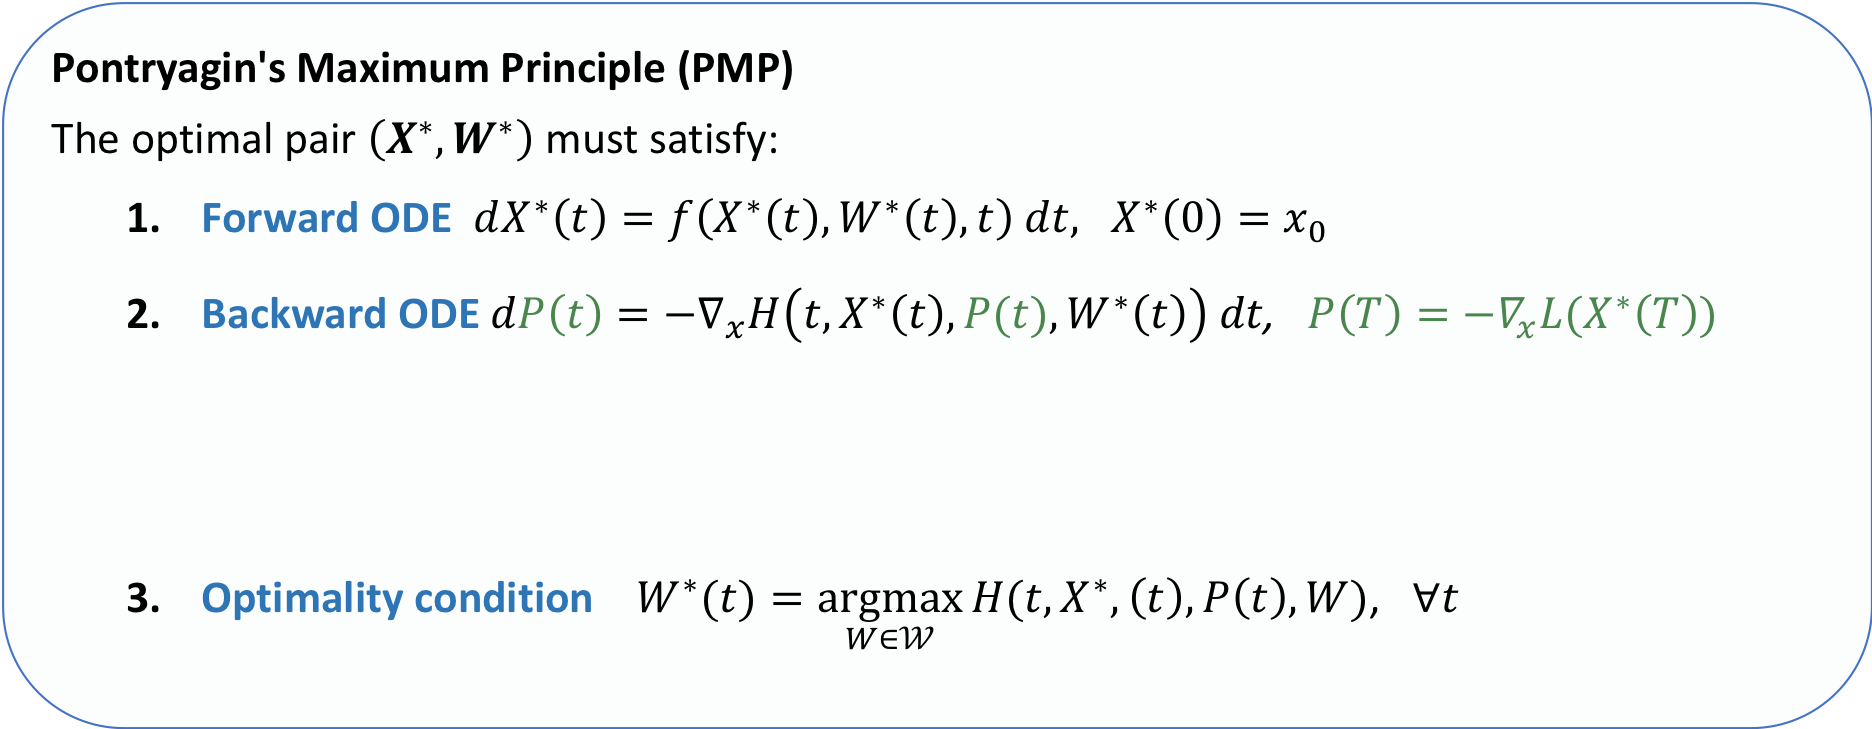 Pontryagin's Maximum Principle (PMP)
The optimal pair (X*, W*) must satisfy:
1. Forward ODE dX*(t) = f(X*(t), W*(t), t) dt, X*(0) = x₀
2. Backward ODE dP(t) = −∇ₓH(t, X*(t), P(t), W*(t)) dt, P(T) = −∇ₓL(X*(T))
3. Optimality condition W*(t) = argmax H(t, X*, (t), P(t), W), ∀t
W∈𝒲